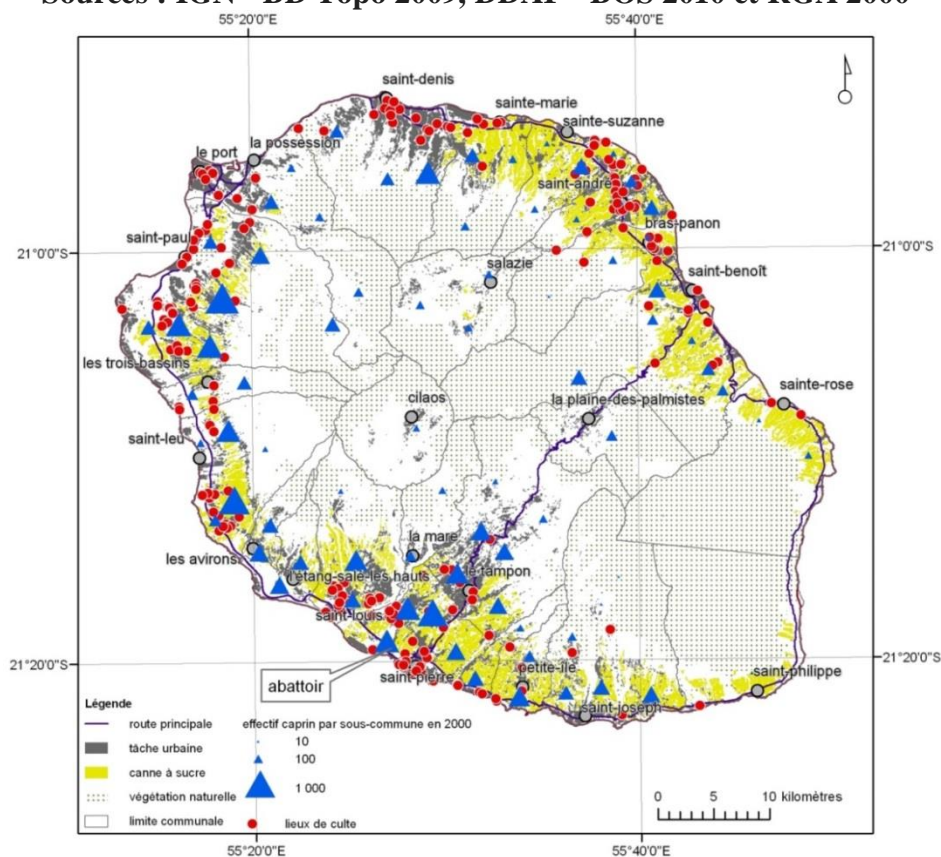 Sources : IGN - BD Topo 2009, DDAF - BOS 2010 et RGA 2000
55°20'0"E
55°40'0"E
saint-denis
sainte-marie
sainte-suzanne
la possession
le port
saint-andré
bras-panon
saint-paul
21°0'0"S
21°0'0"S
salazie
saint-benoît
les trois-bassins
cilaos
la plaine-des-palmistes
sainte-rose
saint-leu
la mare
les avirons
l'étang-salé-les hauts
le tampon
saint-louis
21°20'0"S
21°20'0"S
abattoir
saint-pierre
petite-île
saint-philippe
saint-joseph
Légende
route principale
effectif caprin par sous-commune en 2000
tâche urbaine
10
100
canne à sucre
1 000
végétation naturelle
limite communale
lieux de culte
0 5 10 kilomètres
55°20'0"E
55°40'0"E